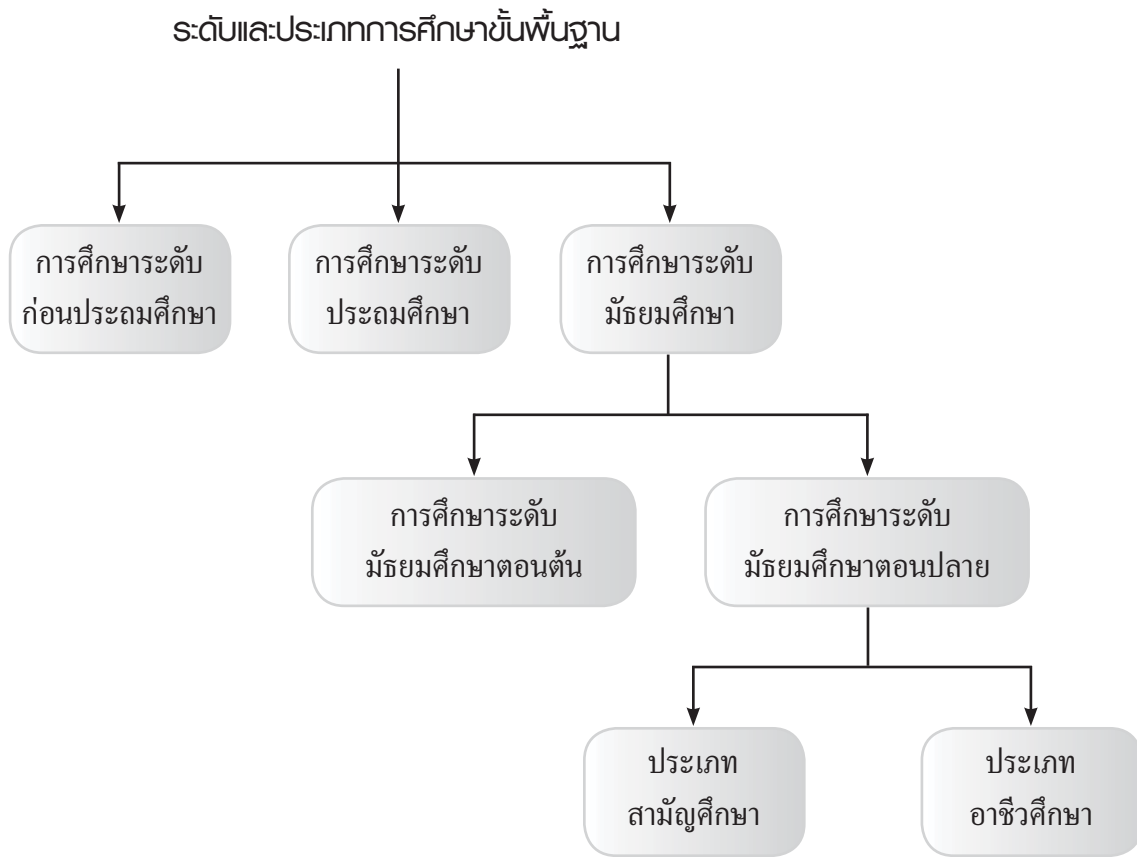 ระดับและประเภทการศึกษาขั้นพื้นฐาน
การศึกษาระดับ
ก่อนประถมศึกษา
การศึกษาระดับ
ประถมศึกษา
การศึกษาระดับ
มัธยมศึกษา
การศึกษาระดับ
มัธยมศึกษาตอนต้น
การศึกษาระดับ
มัธยมศึกษาตอนปลาย
ประเภท
สามัญศึกษา
ประเภท
อาชีวศึกษา